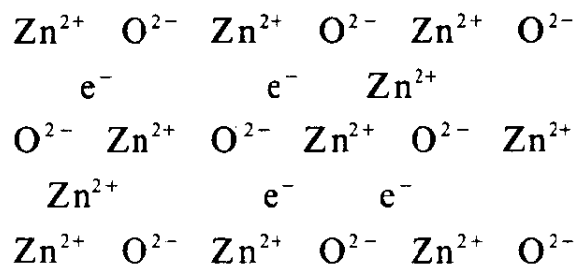 Zn²⁺ O²⁻ Zn²⁺ O²⁻ Zn²⁺ O²⁻
e⁻ e⁻ Zn²⁺
O²⁻ Zn²⁺ O²⁻ Zn²⁺ O²⁻ Zn²⁺
Zn²⁺ e⁻ e⁻
Zn²⁺ O²⁻ Zn²⁺ O²⁻ Zn²⁺ O²⁻